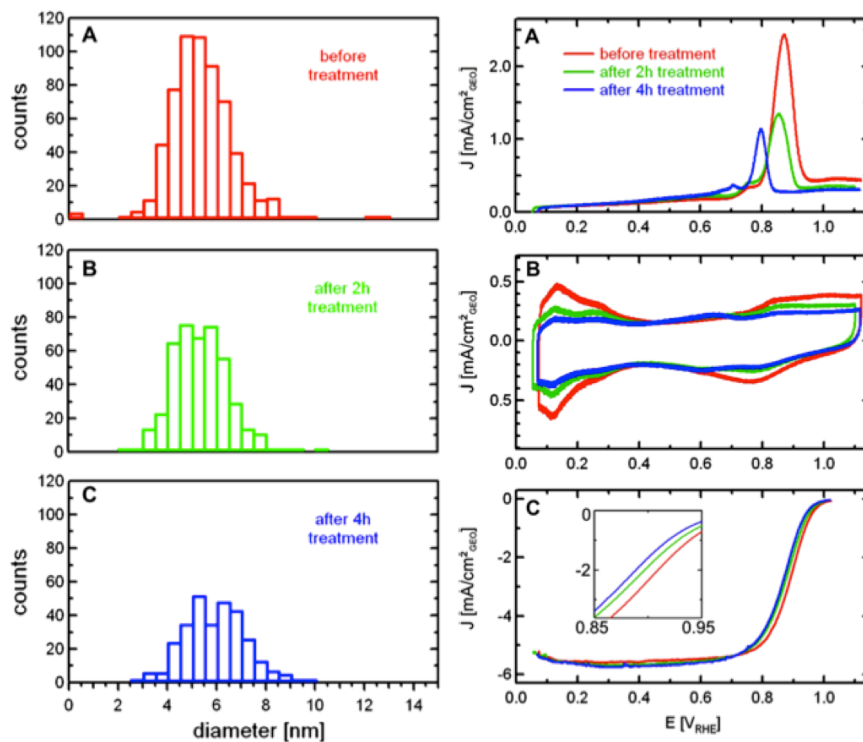 A
before
treatment
counts
120
100
80
60
40
20
0
B
after 2h
treatment
counts
120
100
80
60
40
20
0
C
after 4h
treatment
counts
120
100
80
60
40
20
0
0 2 4 6 8 10 12 14
diameter [nm]
A
before treatment
after 2h treatment
after 4h treatment
J [mA/cm²GEO]
2.0
1.0
0.0
0.0 0.2 0.4 0.6 0.8 1.0
B
J [mA/cm²GEO.]
0.5
0.0
0.5
0.0 0.2 0.4 0.6 0.8 1.0
C
J [mA/cm²GEO]
0
-2
-4
-6
0
-2
0.85 0.95
0.0 0.2 0.4 0.6 0.8 1.0
E [VRHE]